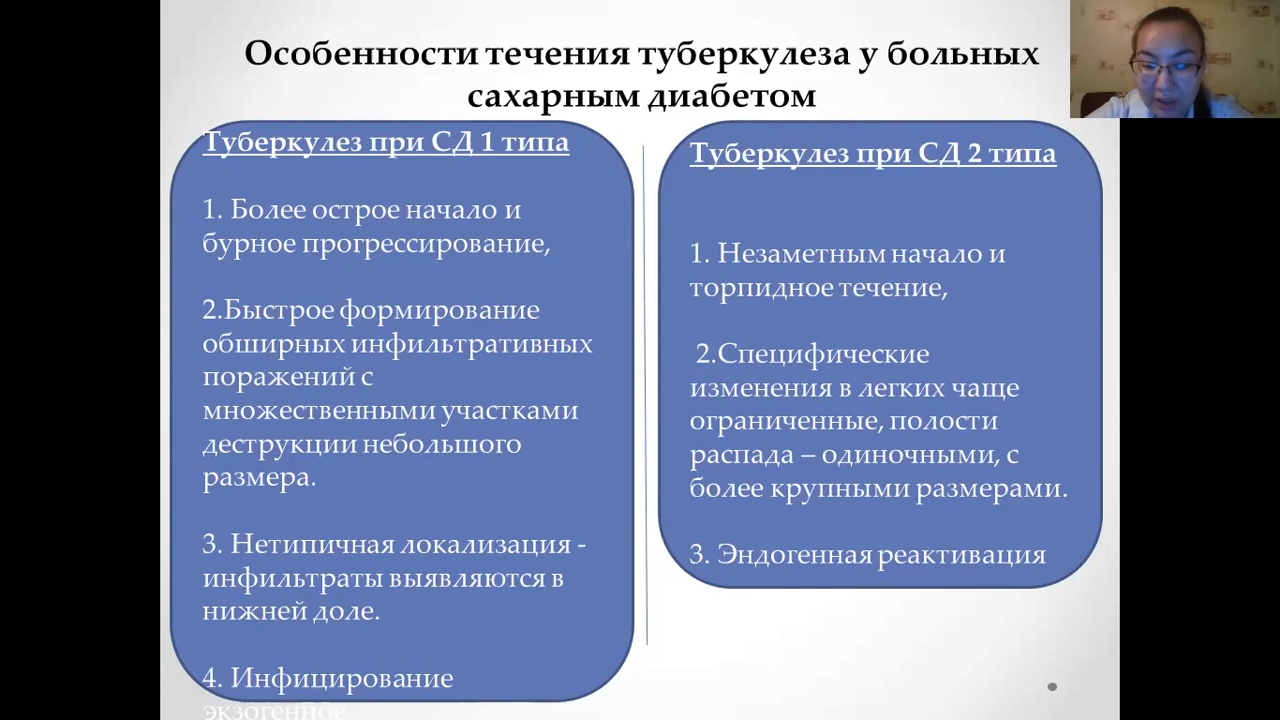 Особенности течения туберкулеза у больных
сахарным диабетом
Туберкулез при СД 1 типа
1. Более острое начало и
бурное прогрессирование,
2.Быстрое формирование
обширных инфильтративных
поражений с
множественными участками
деструкции небольшого
размера.
3. Нетипичная локализация -
инфильтраты выявляются в
нижней доле.
4. Инфицирование
экзогенное
Туберкулез при СД 2 типа
1. Незаметным начало и
торпидное течение,
2.Специфические
изменения в легких чаще
ограниченные, полости
распада – одиночными, с
более крупными размерами.
3. Эндогенная реактивация